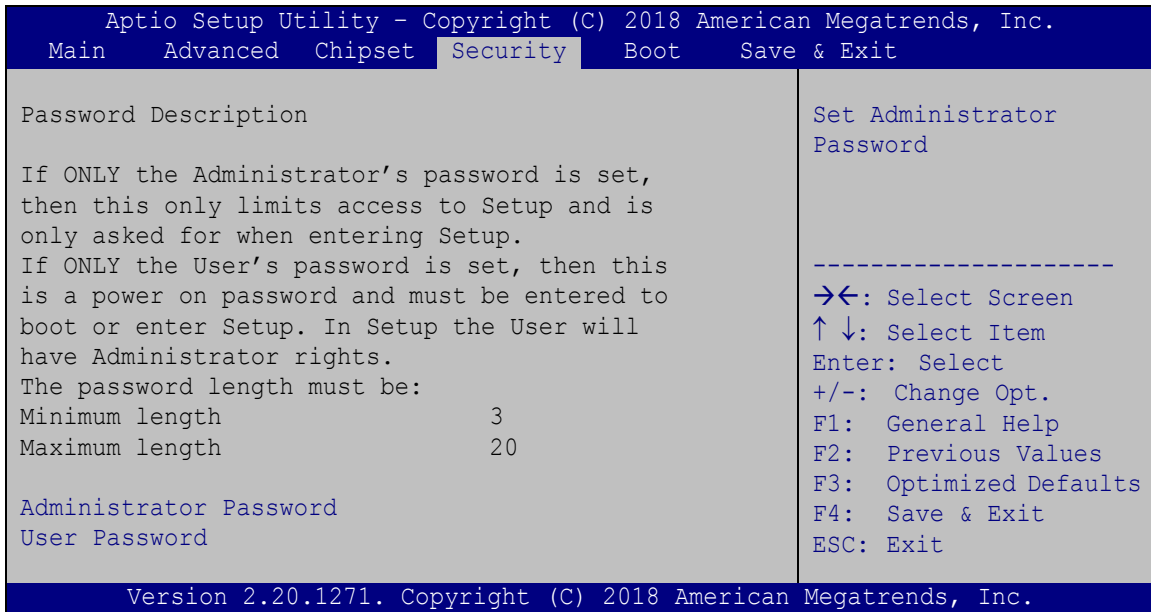 Aptio Setup Utility – Copyright (C) 2018 American Megatrends, Inc.
Main Advanced Chipset Security Boot Save & Exit
Password Description
If ONLY the Administrator’s password is set,
then this only limits access to Setup and is
only asked for when entering Setup.
If ONLY the User’s password is set, then this
is a power on password and must be entered to
boot or enter Setup. In Setup the User will
have Administrator rights.
The password length must be:
Minimum length 3
Maximum length 20
Administrator Password
User Password
Set Administrator
Password
---------------------
→←: Select Screen
↑ ↓: Select Item
Enter: Select
+/-: Change Opt.
F1: General Help
F2: Previous Values
F3: Optimized Defaults
F4: Save & Exit
ESC: Exit
Version 2.20.1271. Copyright (C) 2018 American Megatrends, Inc.